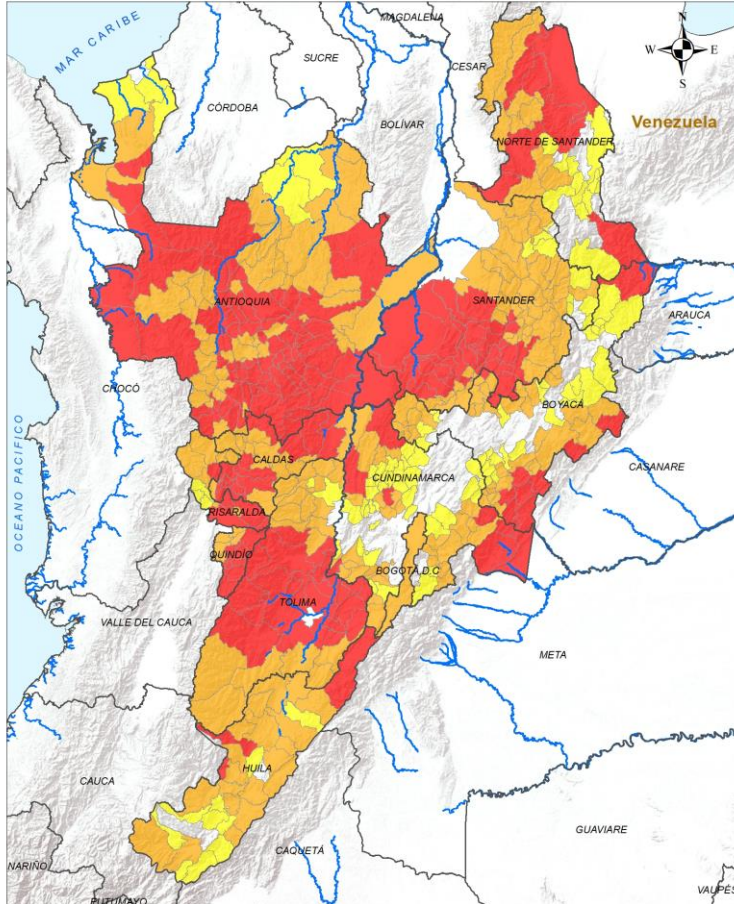 MAGDALENA
N
MAR CARIBE
SUCRE
CESAR
W E
S
CÓRDOBA
BOLÍVAR
Venezuela
NORTE DE SANTANDER
ANTIOQUIA
SANTANDER
ARAUCA
CHOCÓ
BOYACÁ
CALDAS
CUNDINAMARCA
CASANARE
RISARALDA
OCEANO PACIFICO
QUINDÍO
BOGOTÁ D.C
TOLIMA
VALLE DEL CAUCA
META
HUILA
CAUCA
GUAVIARE
CAQUETÁ
NARIÑO
PUTUMAYO
VAUPÉS